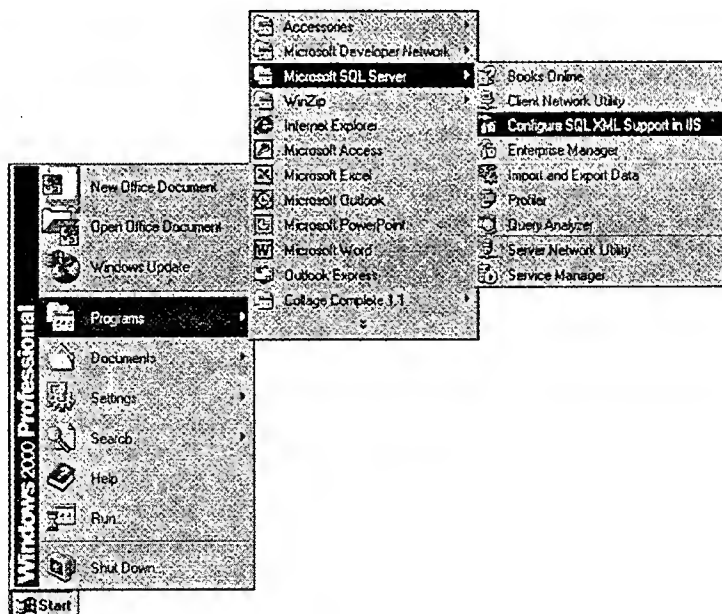 Accessories
Microsoft Developer Network
Microsoft SQL Server
WinZip
Internet Explorer
Microsoft Access
Microsoft Excel
Microsoft Outlook
Microsoft PowerPoint
Microsoft Word
Outlook Express
Collage Complete 1.1
Books Online
Client Network Utility
Configure SQL XML Support in IIS
Enterprise Manager
Import and Export Data
Profiler
Query Analyzer
Server Network Utility
Service Manager
New Office Document
Open Office Document
Windows Update
Programs
Documents
Settings
Search
Help
Run...
Shut Down...
Windows 2000 Professional
Start